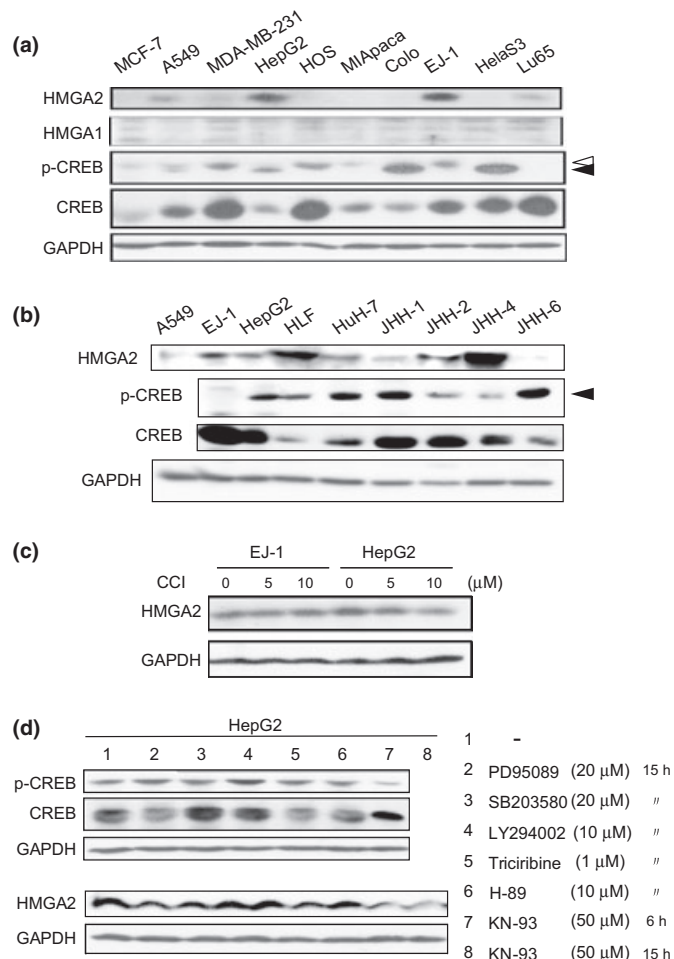 (a)
MCF-7 A549 MDA-MB-231 HepG2 HOS MIApaca Colo EJ-1 HelaS3 Lu65
HMGA2
HMGA1
p-CREB
CREB
GAPDH
(b)
A549 EJ-1 HepG2 HLF HuH-7 JHH-1 JHH-2 JHH-4 JHH-6
HMGA2
p-CREB
CREB
GAPDH
(c)
EJ-1 HepG2
CCI 0 5 10 0 5 10 (μM)
HMGA2
GAPDH
(d)
HepG2
1 2 3 4 5 6 7 8
p-CREB
CREB
GAPDH
HMGA2
GAPDH
1 -
2 PD95089 (20 μM) 15 h
3 SB203580 (20 μM) 〃
4 LY294002 (10 μM) 〃
5 Triciribine (1 μM) 〃
6 H-89 (10 μM) 〃
7 KN-93 (50 μM) 6 h
8 KN-93 (50 μM) 15 h